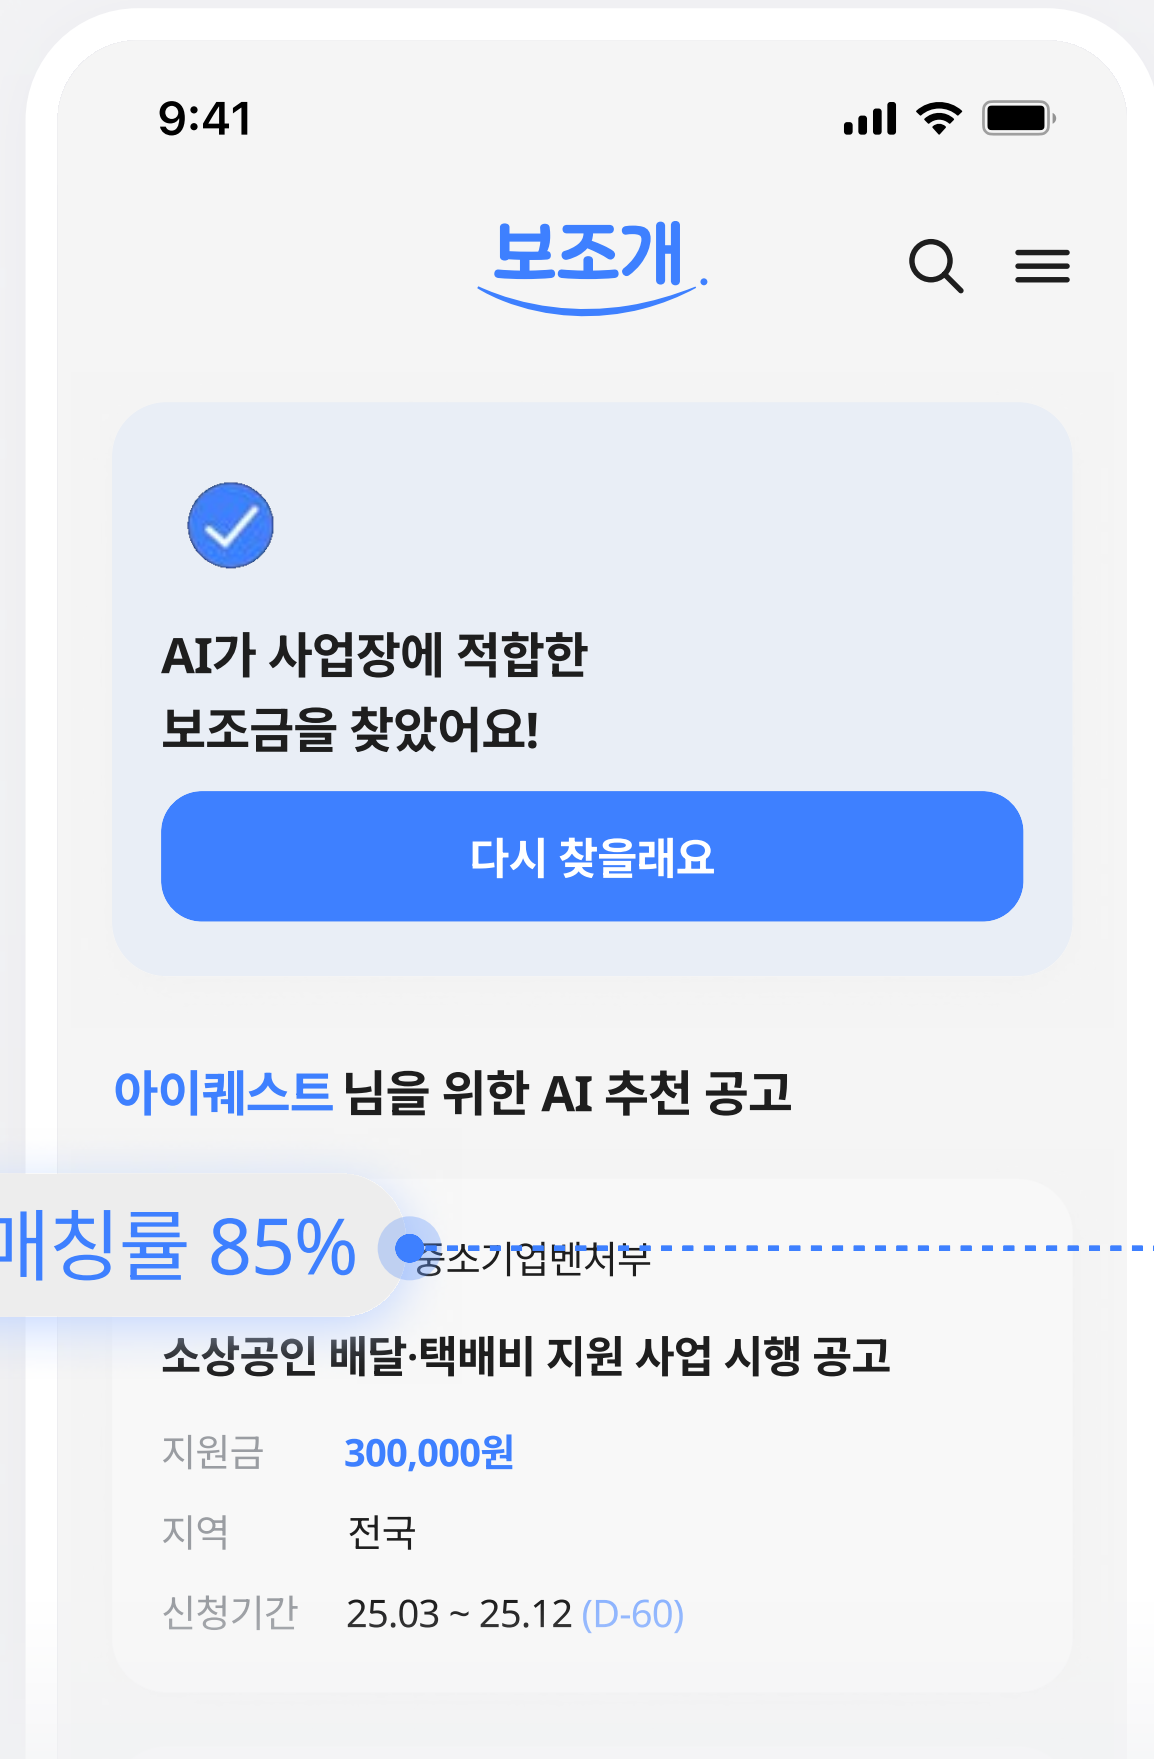 9:41
보조개.
AI가 사업장에 적합한
보조금을 찾았어요!
다시 찾을래요
아이퀘스트 님을 위한 AI 추천 공고
매칭률 85%
중소기업벤처부
소상공인 배달·택배비 지원 사업 시행 공고
지원금 300,000원
지역 전국
신청기간 25.03 ~ 25.12 (D-60)